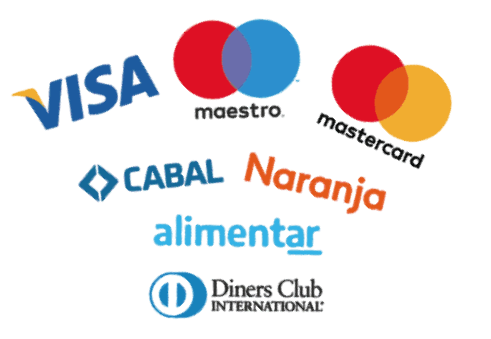 VISA
maestro
mastercard
CABAL
Naranja
alimentar
Diners Club
INTERNATIONAL